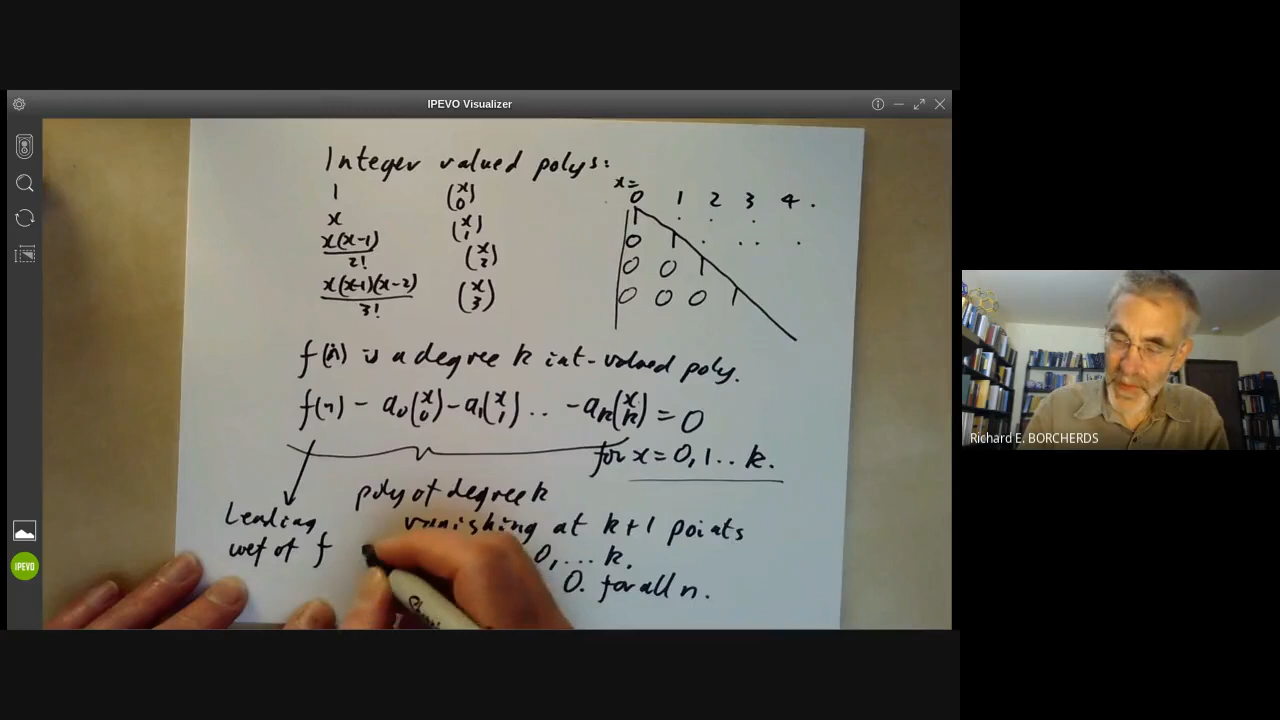 IPEVO Visualizer
Integer valued polys:
1 (x 0)
x (x 1)
x(x-1)/2! (x 2)
x(x-1)(x-2)/3! (x 3)
x=
0 1 2 3 4 .
1 . . .
0 1 . . . .
0 0 1
0 0 0 1
f(n) is a degree k int-valued poly.
f(n) - a0(x 0) - a1(x 1) .. - ak(x k) = 0
for x = 0, 1 .. k.
poly of degree k
vanishing at k+1 points
0, ... k.
0. for all n.
Leading
coef of f
Richard E. BORCHERDS
IPEVO